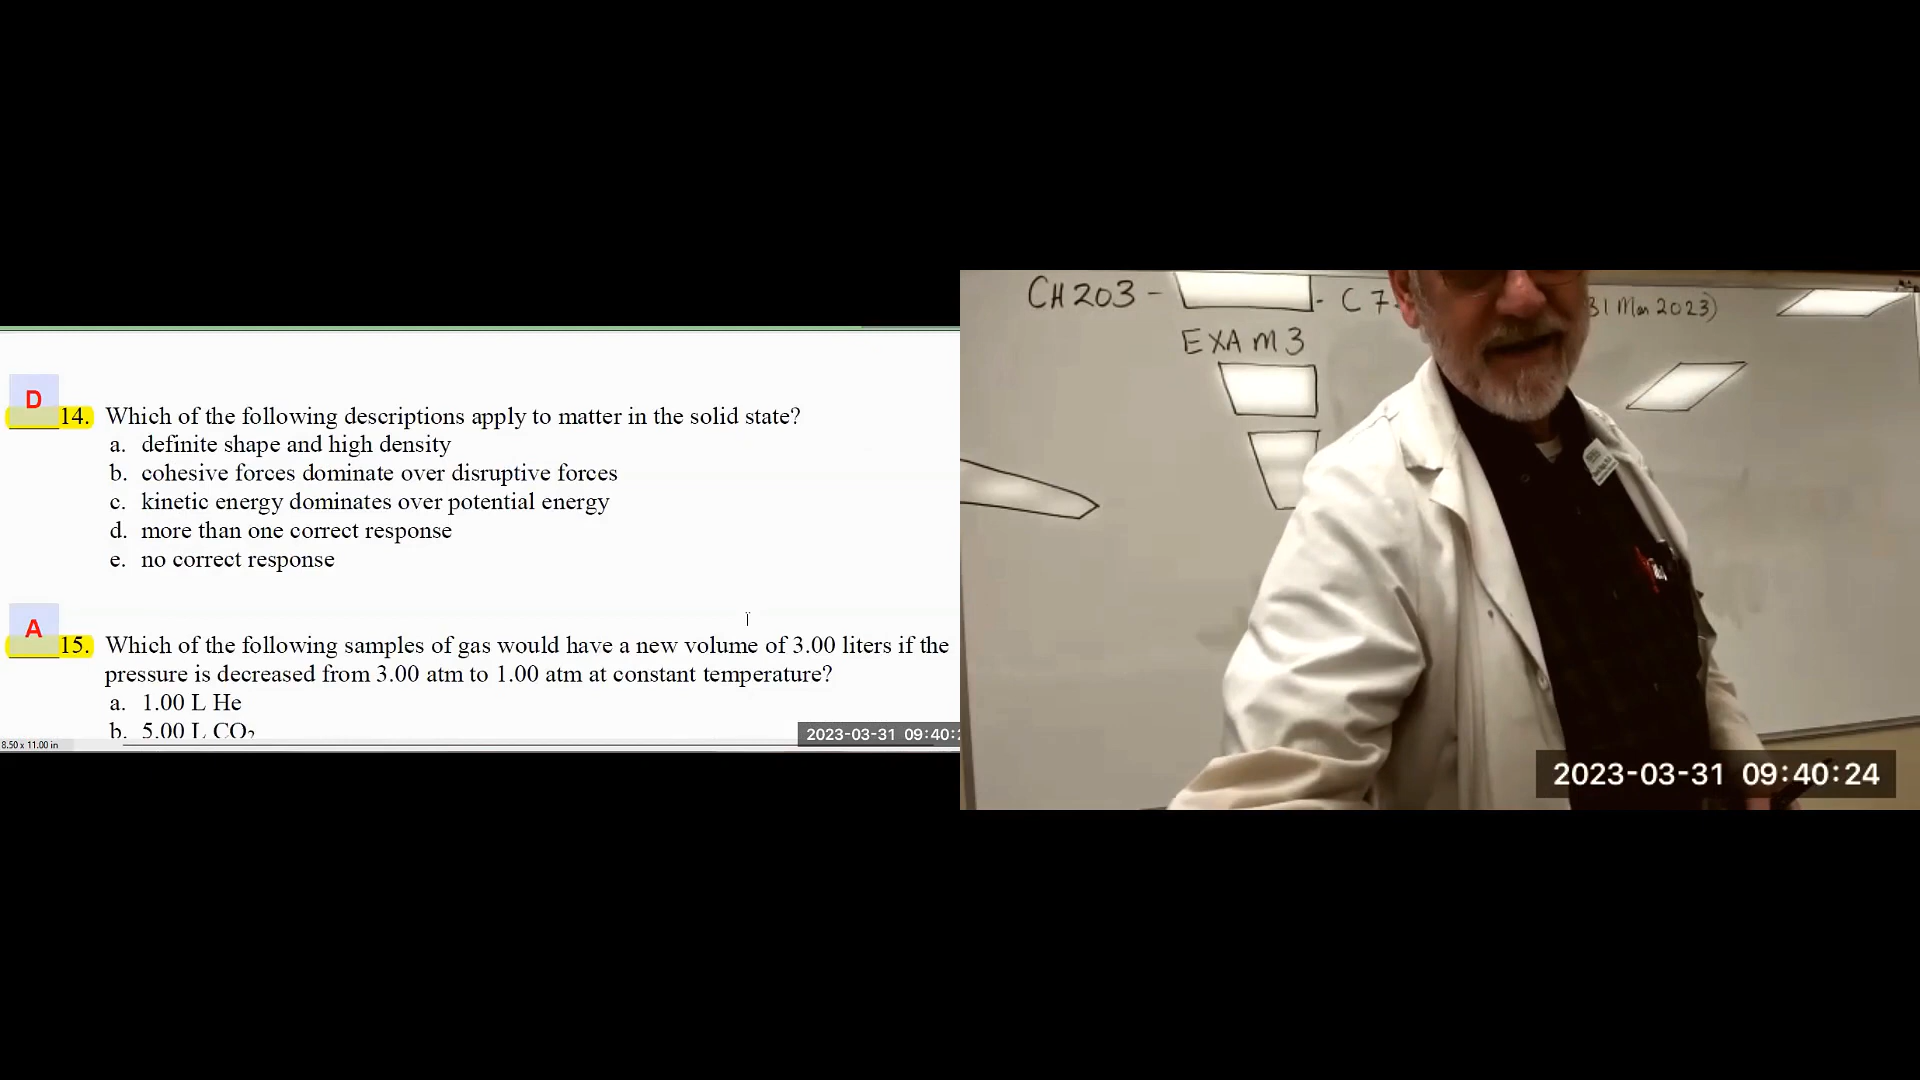 D
14. Which of the following descriptions apply to matter in the solid state?
a. definite shape and high density
b. cohesive forces dominate over disruptive forces
c. kinetic energy dominates over potential energy
d. more than one correct response
e. no correct response
A
15. Which of the following samples of gas would have a new volume of 3.00 liters if the
pressure is decreased from 3.00 atm to 1.00 atm at constant temperature?
a. 1.00 L He
b. 5.00 L CO₂
8.50 x 11.00 in
2023-03-31 09:40:
CH203 -
- C7.
31 Mar 2023)
EXAM 3
2023-03-31 09:40:24